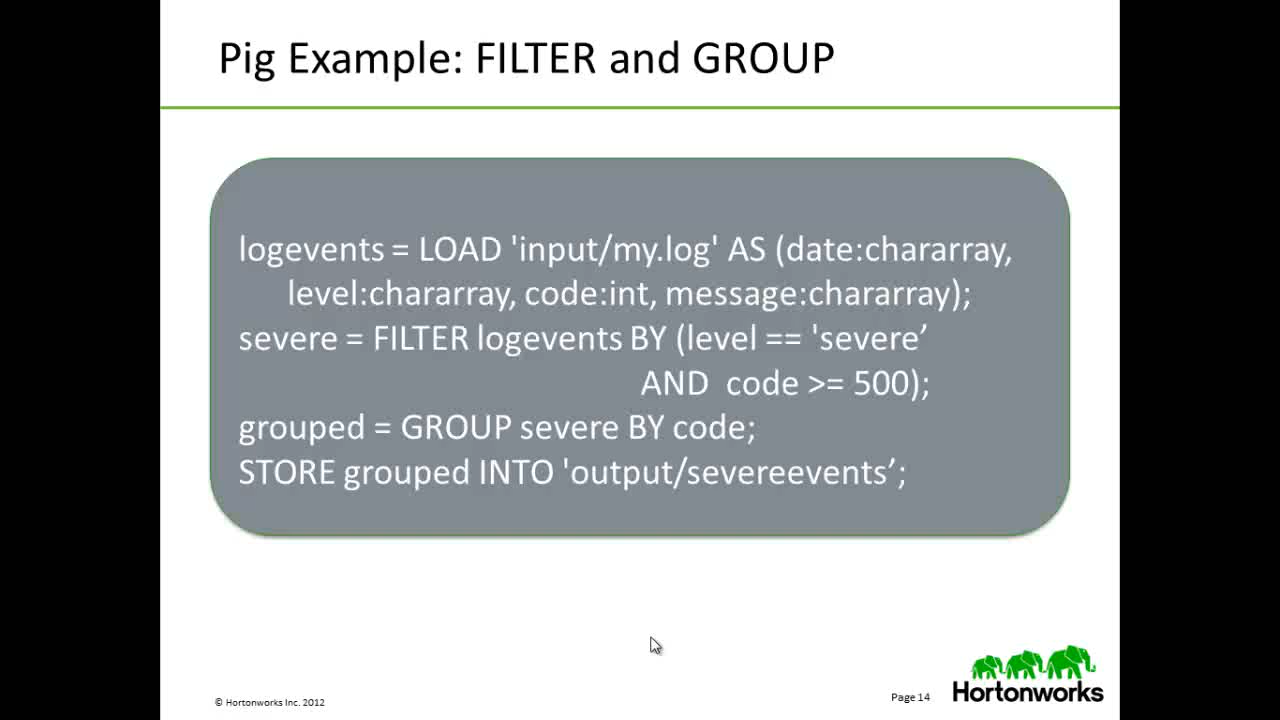 Pig Example: FILTER and GROUP
logevents = LOAD 'input/my.log' AS (date:chararray,
level:chararray, code:int, message:chararray);
severe = FILTER logevents BY (level == 'severe’
AND code >= 500);
grouped = GROUP severe BY code;
STORE grouped INTO 'output/severeevents’;
© Hortonworks Inc. 2012
Page 14
Hortonworks